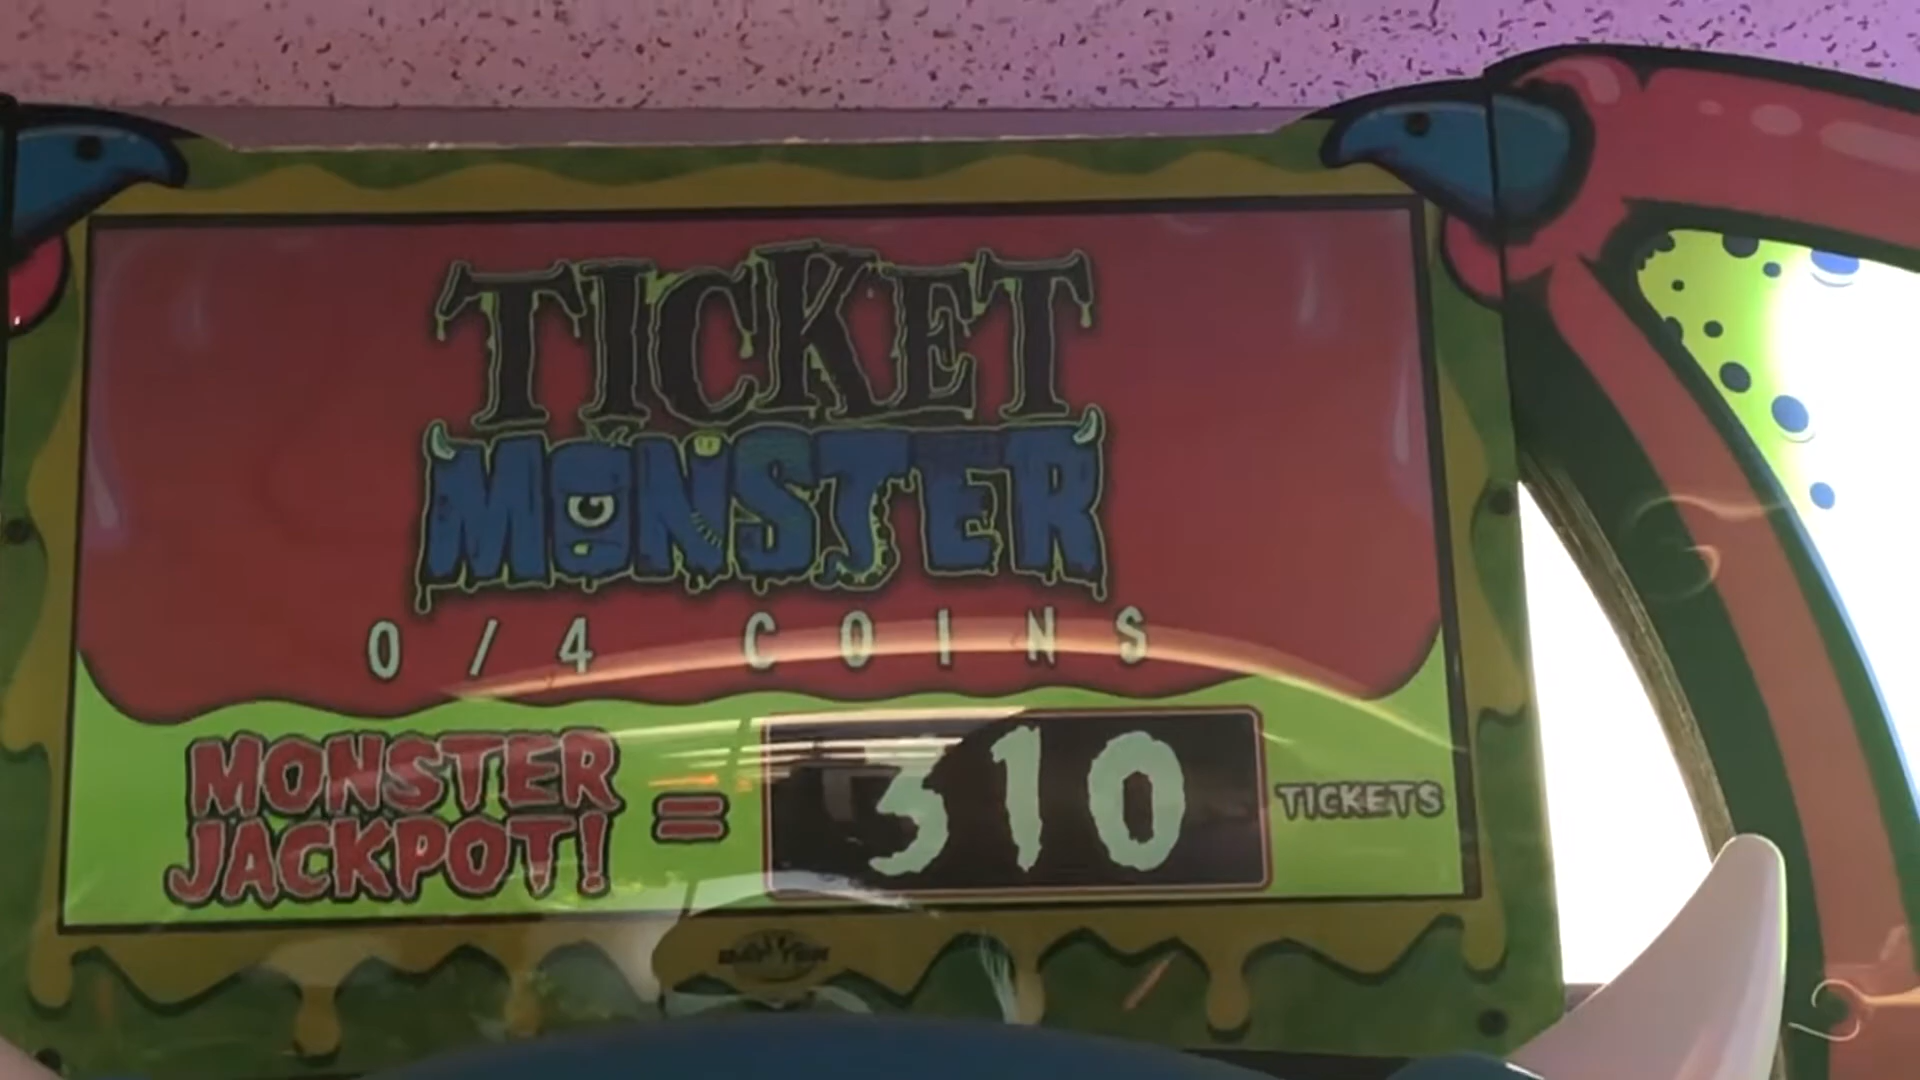 TICKET
MONSTER
0/4 COINS
MONSTER
JACKPOT!
= 310 TICKETS